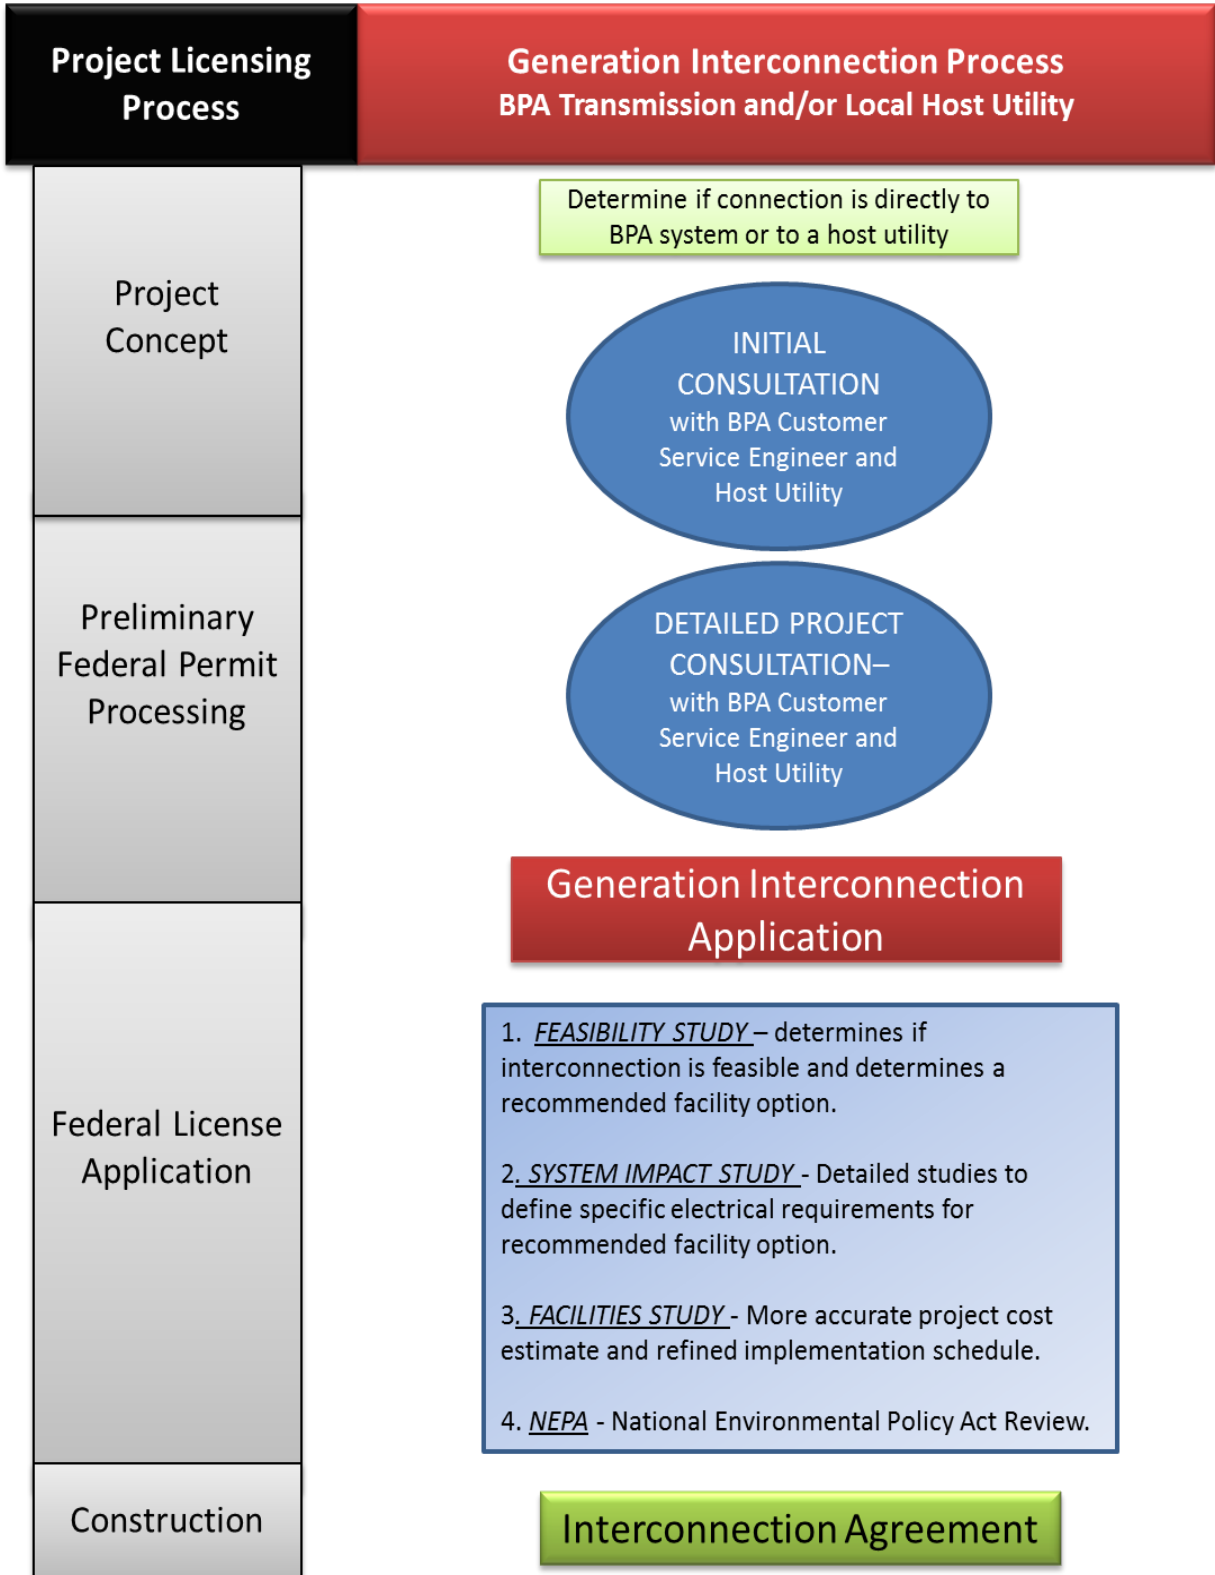 Project Licensing
Process
Generation Interconnection Process
BPA Transmission and/or Local Host Utility
Project
Concept
Determine if connection is directly to
BPA system or to a host utility
INITIAL
CONSULTATION
with BPA Customer
Service Engineer and
Host Utility
Preliminary
Federal Permit
Processing
DETAILED PROJECT
CONSULTATION–
with BPA Customer
Service Engineer and
Host Utility
Generation Interconnection
Application
Federal License
Application
1. FEASIBILITY STUDY – determines if
interconnection is feasible and determines a
recommended facility option.
2. SYSTEM IMPACT STUDY - Detailed studies to
define specific electrical requirements for
recommended facility option.
3. FACILITIES STUDY - More accurate project cost
estimate and refined implementation schedule.
4. NEPA - National Environmental Policy Act Review.
Construction
Interconnection Agreement